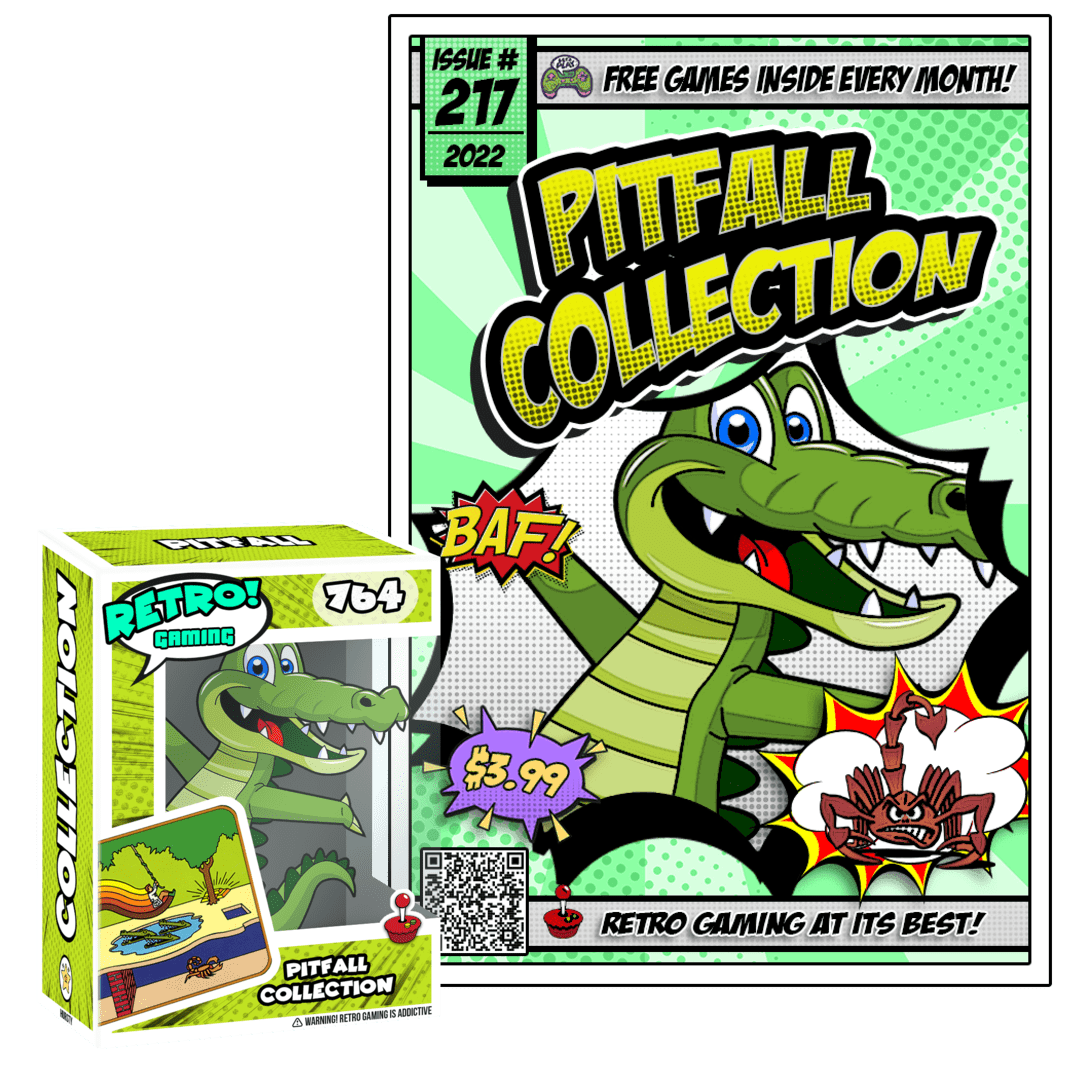 ISSUE #
217
2022
FREE GAMES INSIDE EVERY MONTH!
PITFALL
COLLECTION
BAF!
$3.99
RETRO GAMING AT ITS BEST!
PITFALL
COLLECTION
RETRO!
GAMING
764
PITFALL
COLLECTION
WARNING! RETRO GAMING IS ADDICTIVE